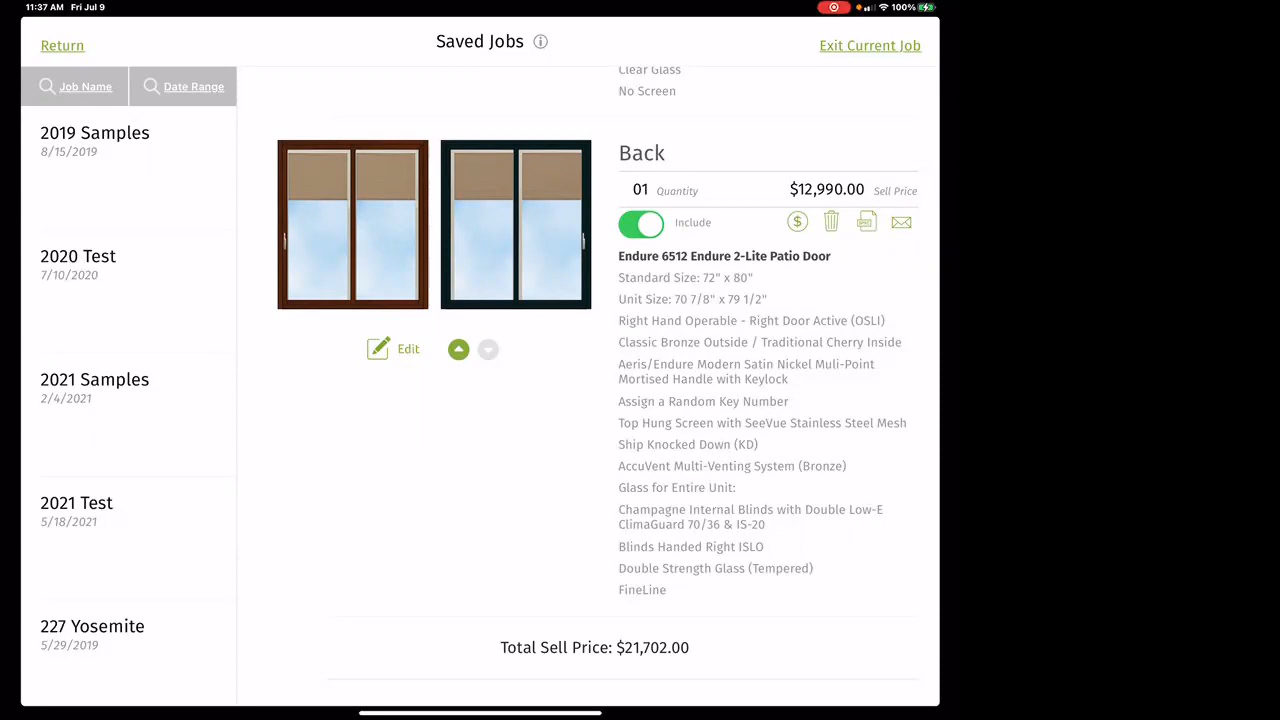 11:37 AM Fri Jul 9
100%
Return
Saved Jobs
Exit Current Job
Job Name
Date Range
2019 Samples
8/15/2019
2020 Test
7/10/2020
2021 Samples
2/4/2021
2021 Test
5/18/2021
227 Yosemite
5/29/2019
Clear Glass
No Screen
Back
01 Quantity
$12,990.00 Sell Price
Include
Edit
Endure 6512 Endure 2-Lite Patio Door
Standard Size: 72" x 80"
Unit Size: 70 7/8" x 79 1/2"
Right Hand Operable - Right Door Active (OSLI)
Classic Bronze Outside / Traditional Cherry Inside
Aeris/Endure Modern Satin Nickel Muli-Point
Mortised Handle with Keylock
Assign a Random Key Number
Top Hung Screen with SeeVue Stainless Steel Mesh
Ship Knocked Down (KD)
AccuVent Multi-Venting System (Bronze)
Glass for Entire Unit:
Champagne Internal Blinds with Double Low-E
ClimaGuard 70/36 & IS-20
Blinds Handed Right ISLO
Double Strength Glass (Tempered)
FineLine
Total Sell Price: $21,702.00